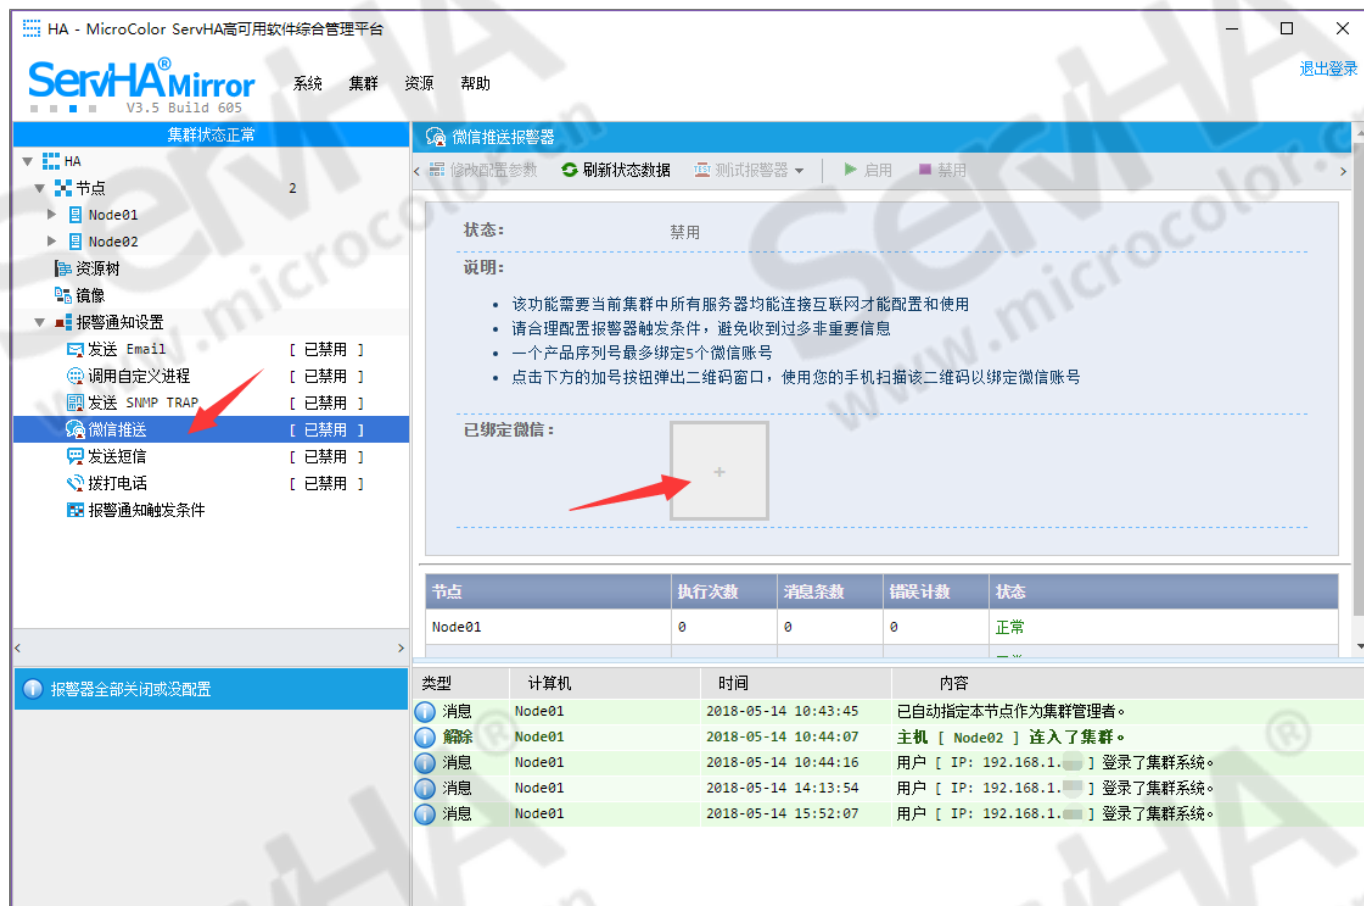 HA - MicroColor ServHA高可用软件综合管理平台
ServHA® Mirror
V3.5 Build 605
系统 集群 资源 帮助
退出登录
集群状态正常
HA
节点 2
Node01
Node02
资源树
镜像
报警通知设置
发送 Email [ 已禁用 ]
调用自定义进程 [ 已禁用 ]
发送 SNMP TRAP [ 已禁用 ]
微信推送 [ 已禁用 ]
发送短信 [ 已禁用 ]
拨打电话 [ 已禁用 ]
报警通知触发条件
报警器全部关闭或没配置
微信推送报警器
修改配置参数 刷新状态数据 测试报警器 启用 禁用
状态: 禁用
说明:
• 该功能需要当前集群中所有服务器均能连接互联网才能配置和使用
• 请合理配置报警器触发条件，避免收到过多非重要信息
• 一个产品序列号最多绑定5个微信账号
• 点击下方的加号按钮弹出二维码窗口，使用您的手机扫描该二维码以绑定微信账号
已绑定微信: +
节点 执行次数 消息条数 错误计数 状态
Node01 0 0 0 正常
类型 计算机 时间 内容
消息 Node01 2018-05-14 10:43:45 已自动指定本节点作为集群管理者。
解除 Node01 2018-05-14 10:44:07 主机 [ Node02 ] 连入了集群。
消息 Node01 2018-05-14 10:44:16 用户 [ IP: 192.168.1. ] 登录了集群系统。
消息 Node01 2018-05-14 14:13:54 用户 [ IP: 192.168.1. ] 登录了集群系统。
消息 Node01 2018-05-14 15:52:07 用户 [ IP: 192.168.1. ] 登录了集群系统。
ServHA®
www.microcolor.cn